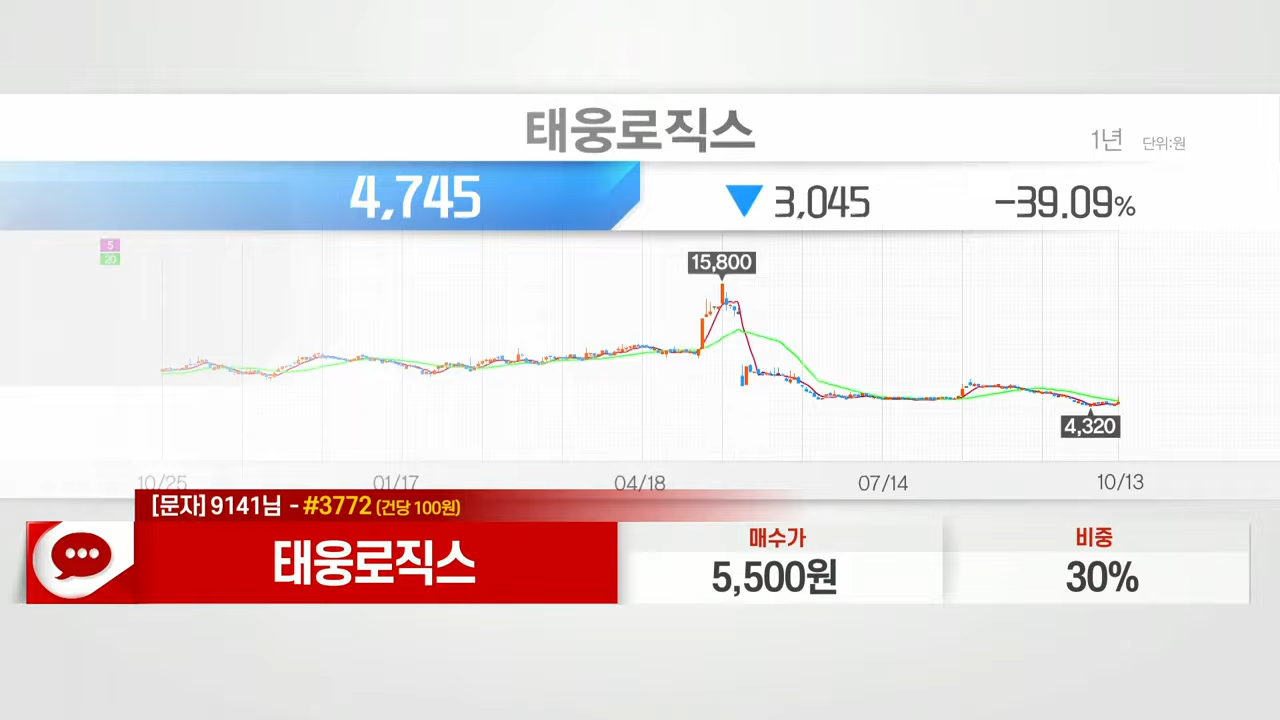 태웅로직스
1년 단위:원
4,745 ▼ 3,045 -39.09%
5
20
15,800
4,320
10/25 01/17 04/18 07/14 10/13
[문자] 9141님 - #3772 (건당 100원)
태웅로직스
매수가
5,500원
비중
30%